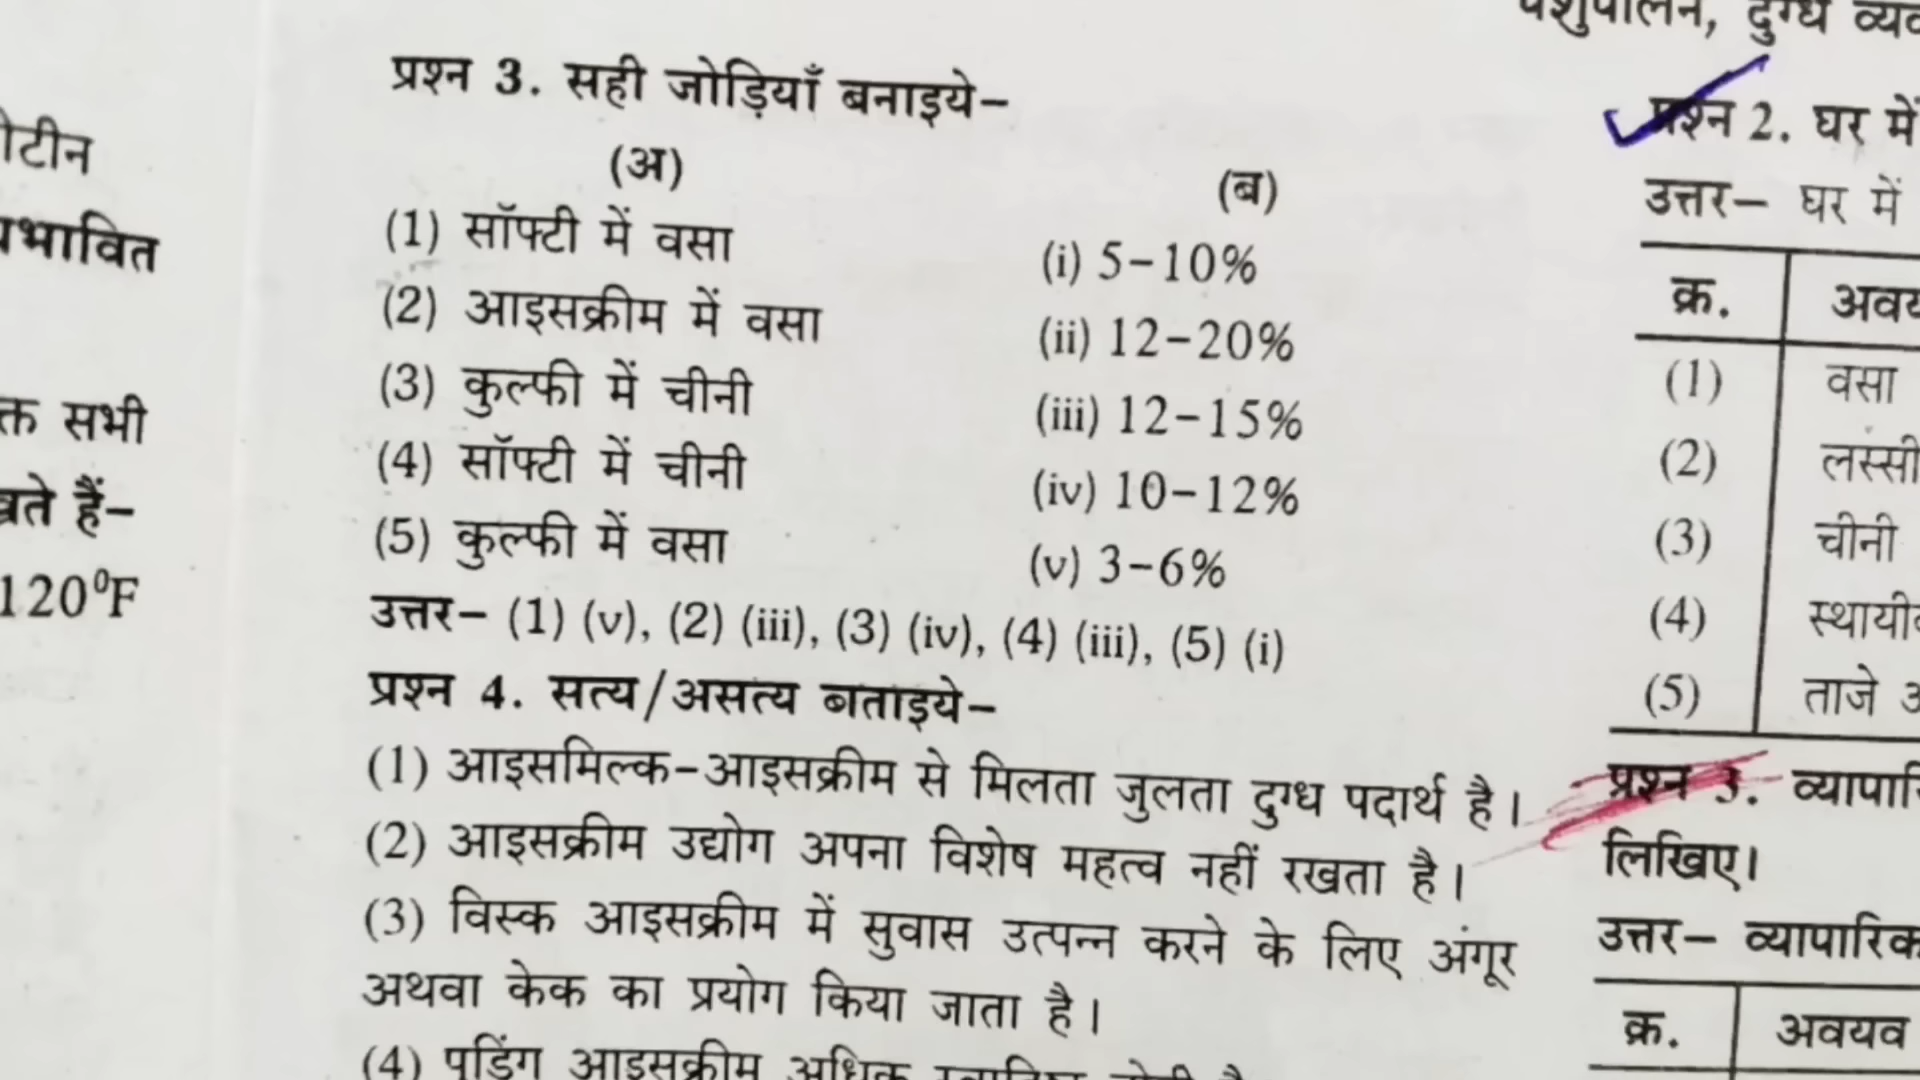 ोटीन
भावित
क्त सभी
ते हैं–
120⁰F
प्रश्न 3. सही जोड़ियाँ बनाइये–
(अ) (ब)
(1) सॉफ्टी में वसा (i) 5–10%
(2) आइसक्रीम में वसा (ii) 12–20%
(3) कुल्फी में चीनी (iii) 12–15%
(4) सॉफ्टी में चीनी (iv) 10–12%
(5) कुल्फी में वसा (v) 3–6%
उत्तर– (1) (v), (2) (iii), (3) (iv), (4) (iii), (5) (i)
प्रश्न 4. सत्य/असत्य बताइये–
(1) आइसमिल्क–आइसक्रीम से मिलता जुलता दुग्ध पदार्थ है।
(2) आइसक्रीम उद्योग अपना विशेष महत्व नहीं रखता है।
(3) विस्क आइसक्रीम में सुवास उत्पन्न करने के लिए अंगूर
अथवा केक का प्रयोग किया जाता है।
(4) पुडिंग आइसक्रीम अधिक
पशुपालन, दुग्ध
प्रश्न 2. घर में
उत्तर– घर में
क्र. अवय
(1) वसा
(2) लस्सी
(3) चीनी
(4) स्थायी
(5) ताजे
प्रश्न 3. व्यापारि
लिखिए।
उत्तर– व्यापारिक
क्र. अवयव